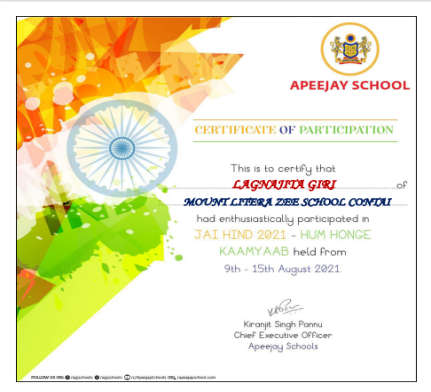 APEEJAY SCHOOL
CERTIFICATE OF PARTICIPATION
This is to certify that
LAGNAJITA GIRI of
MOUNT LITERA ZEE SCHOOL CONTAI
had enthusiastically participated in
JAI HIND 2021 - HUM HONGE
KAAMYAAB held from
9th - 15th August 2021
Kiranjit Singh Pannu
Chief Executive Officer
Apeejay Schools
FOLLOW US ON: